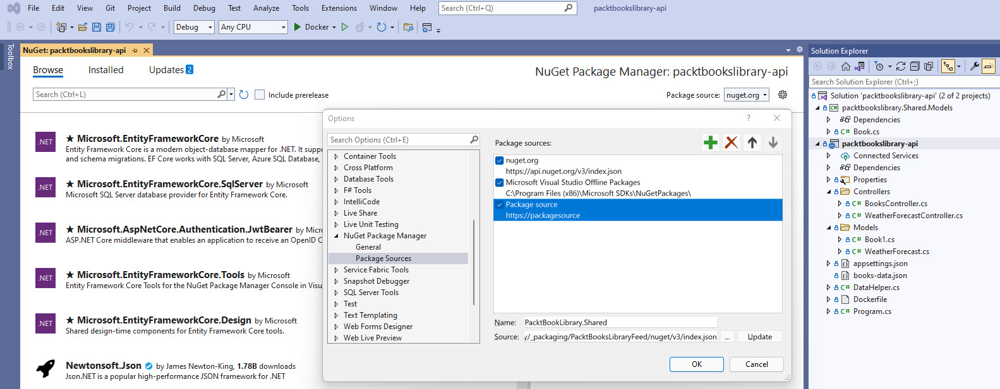 File Edit View Git Project Build Debug Test Analyze Tools Extensions Window Help Search (Ctrl+Q) packtbookslibrary-api
Debug Any CPU Docker
Toolbox
NuGet: packtbookslibrary-api
Browse Installed Updates 2
NuGet Package Manager: packtbookslibrary-api
Search (Ctrl+L) Include prerelease Package source: nuget.org
.NET Microsoft.EntityFrameworkCore by Microsoft
Entity Framework Core is a modern object-database mapper for .NET. It supp
and schema migrations. EF Core works with SQL Server, Azure SQL Database,
.NET Microsoft.EntityFrameworkCore.SqlServer by Microsoft
Microsoft SQL Server database provider for Entity Framework Core.
.NET Microsoft.AspNetCore.Authentication.JwtBearer by Micr
ASP.NET Core middleware that enables an application to receive an OpenID C
.NET Microsoft.EntityFrameworkCore.Tools by Microsoft
Entity Framework Core Tools for the NuGet Package Manager Console in Visu
.NET Microsoft.EntityFrameworkCore.Design by Microsoft
Shared design-time components for Entity Framework Core tools.
Newtonsoft.Json by James Newton-King, 1.78B downloads
Json.NET is a popular high-performance JSON framework for .NET
Options ?
Search Options (Ctrl+E)
Container Tools
Cross Platform
Database Tools
F# Tools
IntelliCode
Live Share
Live Unit Testing
NuGet Package Manager
General
Package Sources
Service Fabric Tools
Snapshot Debugger
SQL Server Tools
Test
Text Templating
Web Forms Designer
Web Live Preview
Package sources:
nuget.org
https://api.nuget.org/v3/index.json
Microsoft Visual Studio Offline Packages
C:\Program Files (x86)\Microsoft SDKs\NuGetPackages\
Package source
https://packagesource
Name: PacktBookLibrary.Shared
Source: y/_packaging/PacktBooksLibraryFeed/nuget/v3/index.json ... Update
OK Cancel
Solution Explorer
Search Solution Explorer (Ctrl+;)
Solution 'packtbookslibrary-api' (2 of 2 projects)
C# packtbookslibrary.Shared.Models
Dependencies
C# Book.cs
packtbookslibrary-api
Connected Services
Dependencies
Properties
Controllers
C# BooksController.cs
C# WeatherForecastController.cs
Models
C# Book1.cs
C# WeatherForecast.cs
appsettings.json
books-data.json
C# DataHelper.cs
Dockerfile
C# Program.cs